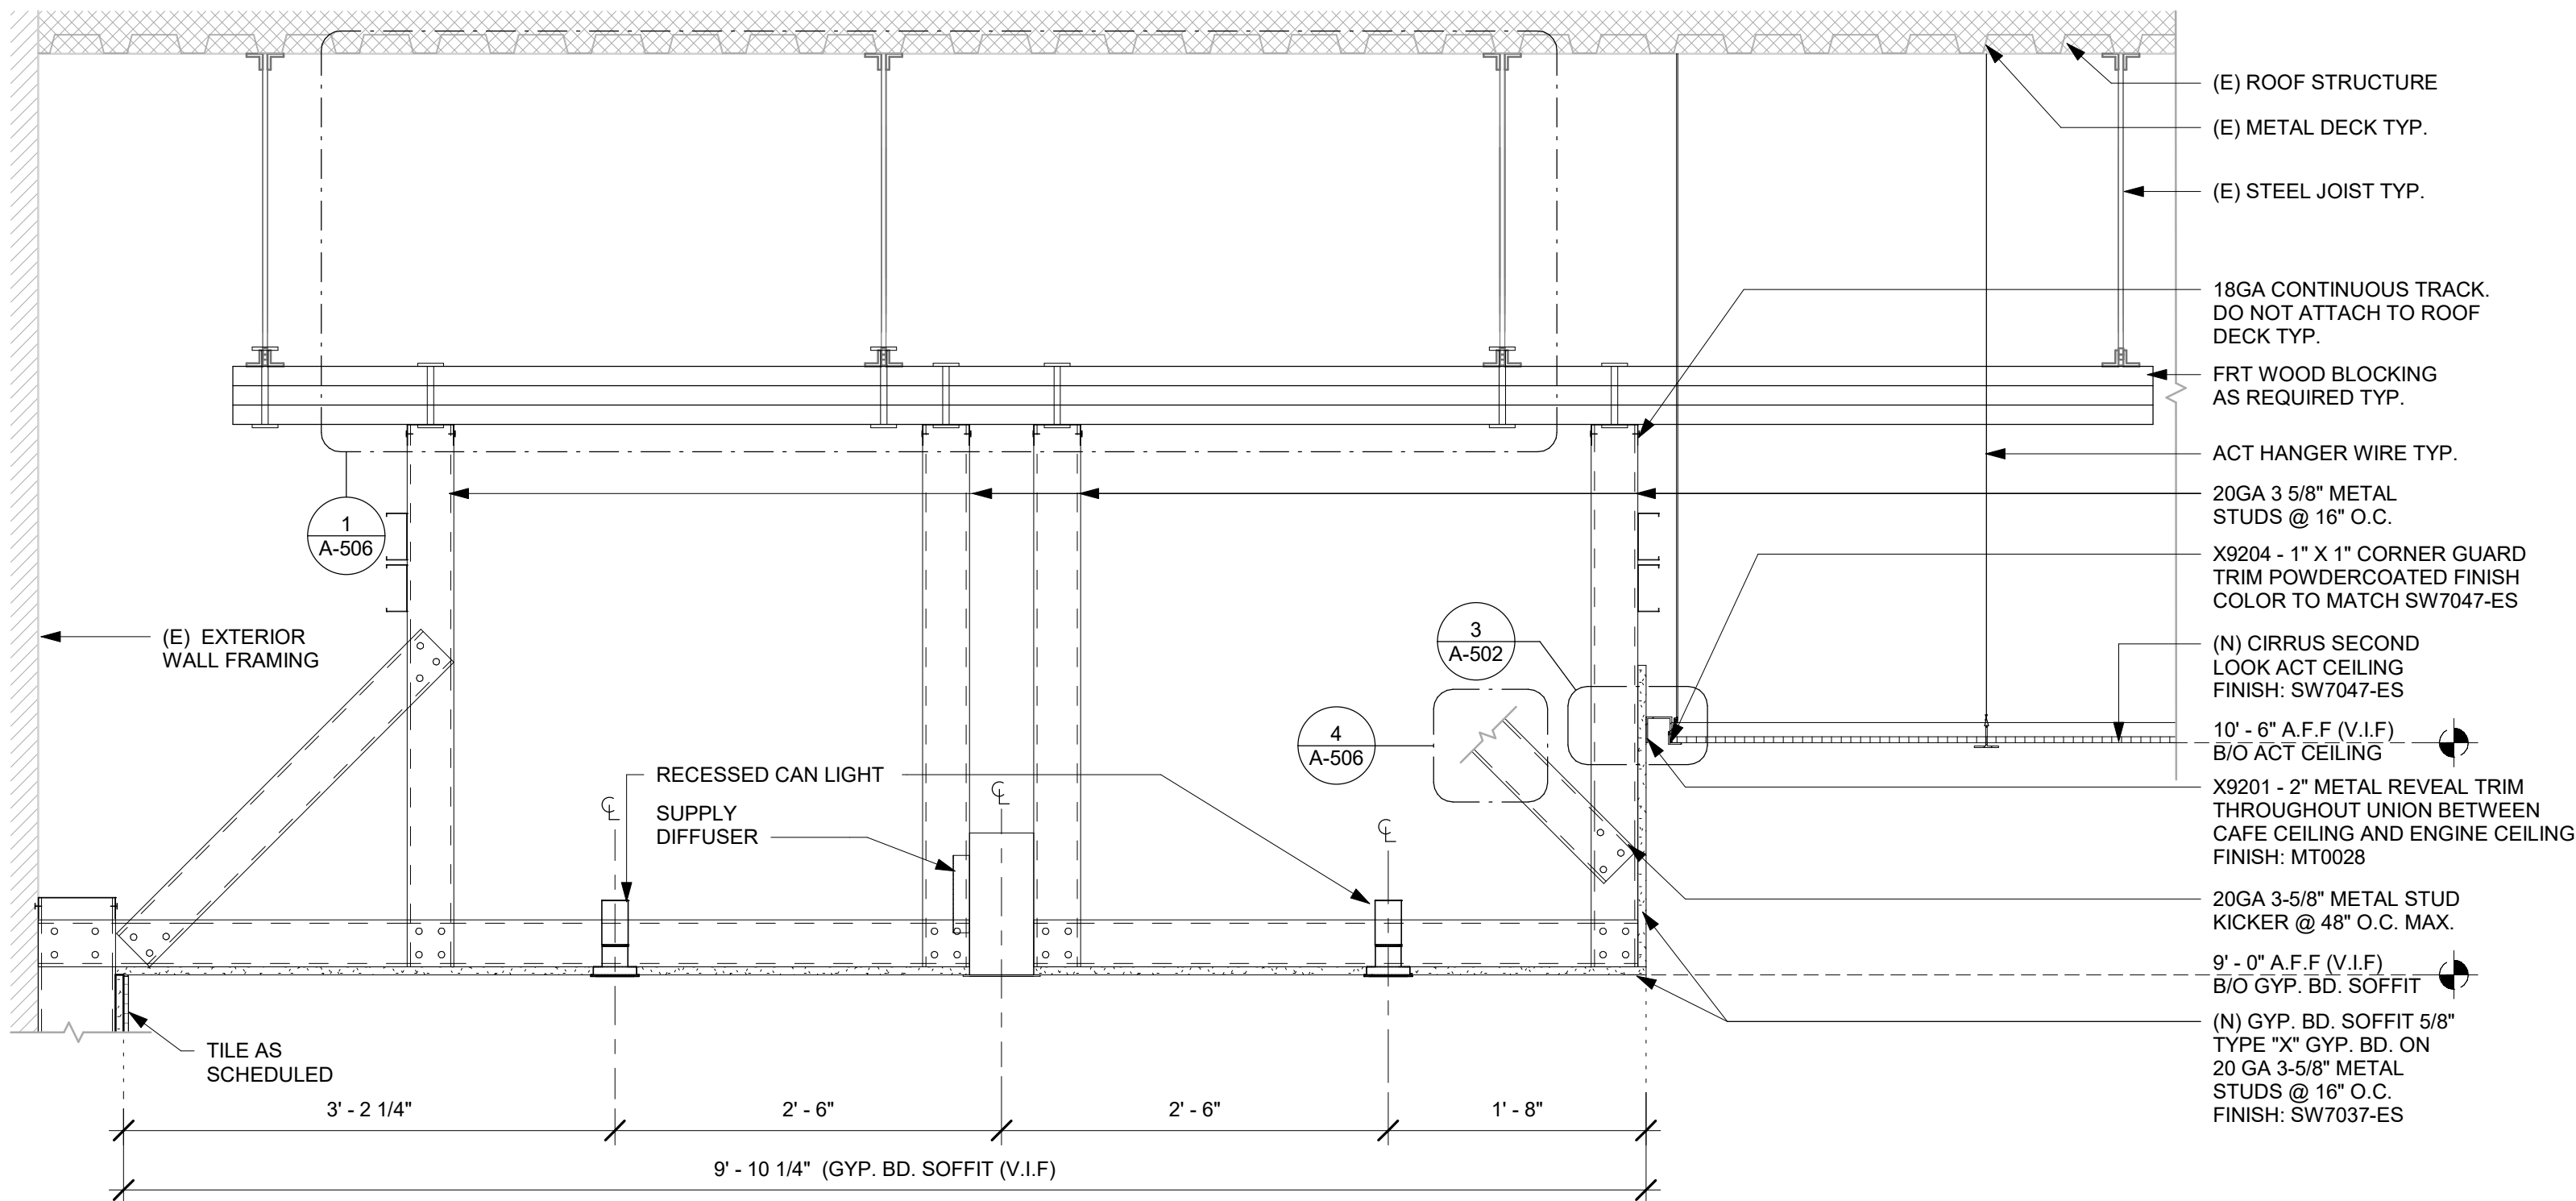 (E) ROOF STRUCTURE
(E) METAL DECK TYP.
(E) STEEL JOIST TYP.
18GA CONTINUOUS TRACK.
DO NOT ATTACH TO ROOF
DECK TYP.
FRT WOOD BLOCKING
AS REQUIRED TYP.
ACT HANGER WIRE TYP.
20GA 3 5/8" METAL
STUDS @ 16" O.C.
X9204 - 1" X 1" CORNER GUARD
TRIM POWDERCOATED FINISH
COLOR TO MATCH SW7047-ES
(N) CIRRUS SECOND
LOOK ACT CEILING
FINISH: SW7047-ES
10' - 6" A.F.F (V.I.F)
B/O ACT CEILING
X9201 - 2" METAL REVEAL TRIM
THROUGHOUT UNION BETWEEN
CAFE CEILING AND ENGINE CEILING
FINISH: MT0028
20GA 3-5/8" METAL STUD
KICKER @ 48" O.C. MAX.
9' - 0" A.F.F (V.I.F)
B/O GYP. BD. SOFFIT
(N) GYP. BD. SOFFIT 5/8"
TYPE "X" GYP. BD. ON
20 GA 3-5/8" METAL
STUDS @ 16" O.C.
FINISH: SW7037-ES
1
A-506
(E) EXTERIOR
WALL FRAMING
3
A-502
4
A-506
RECESSED CAN LIGHT
SUPPLY
DIFFUSER
℄
℄
℄
TILE AS
SCHEDULED
3' - 2 1/4"
2' - 6"
2' - 6"
1' - 8"
9' - 10 1/4" (GYP. BD. SOFFIT (V.I.F)